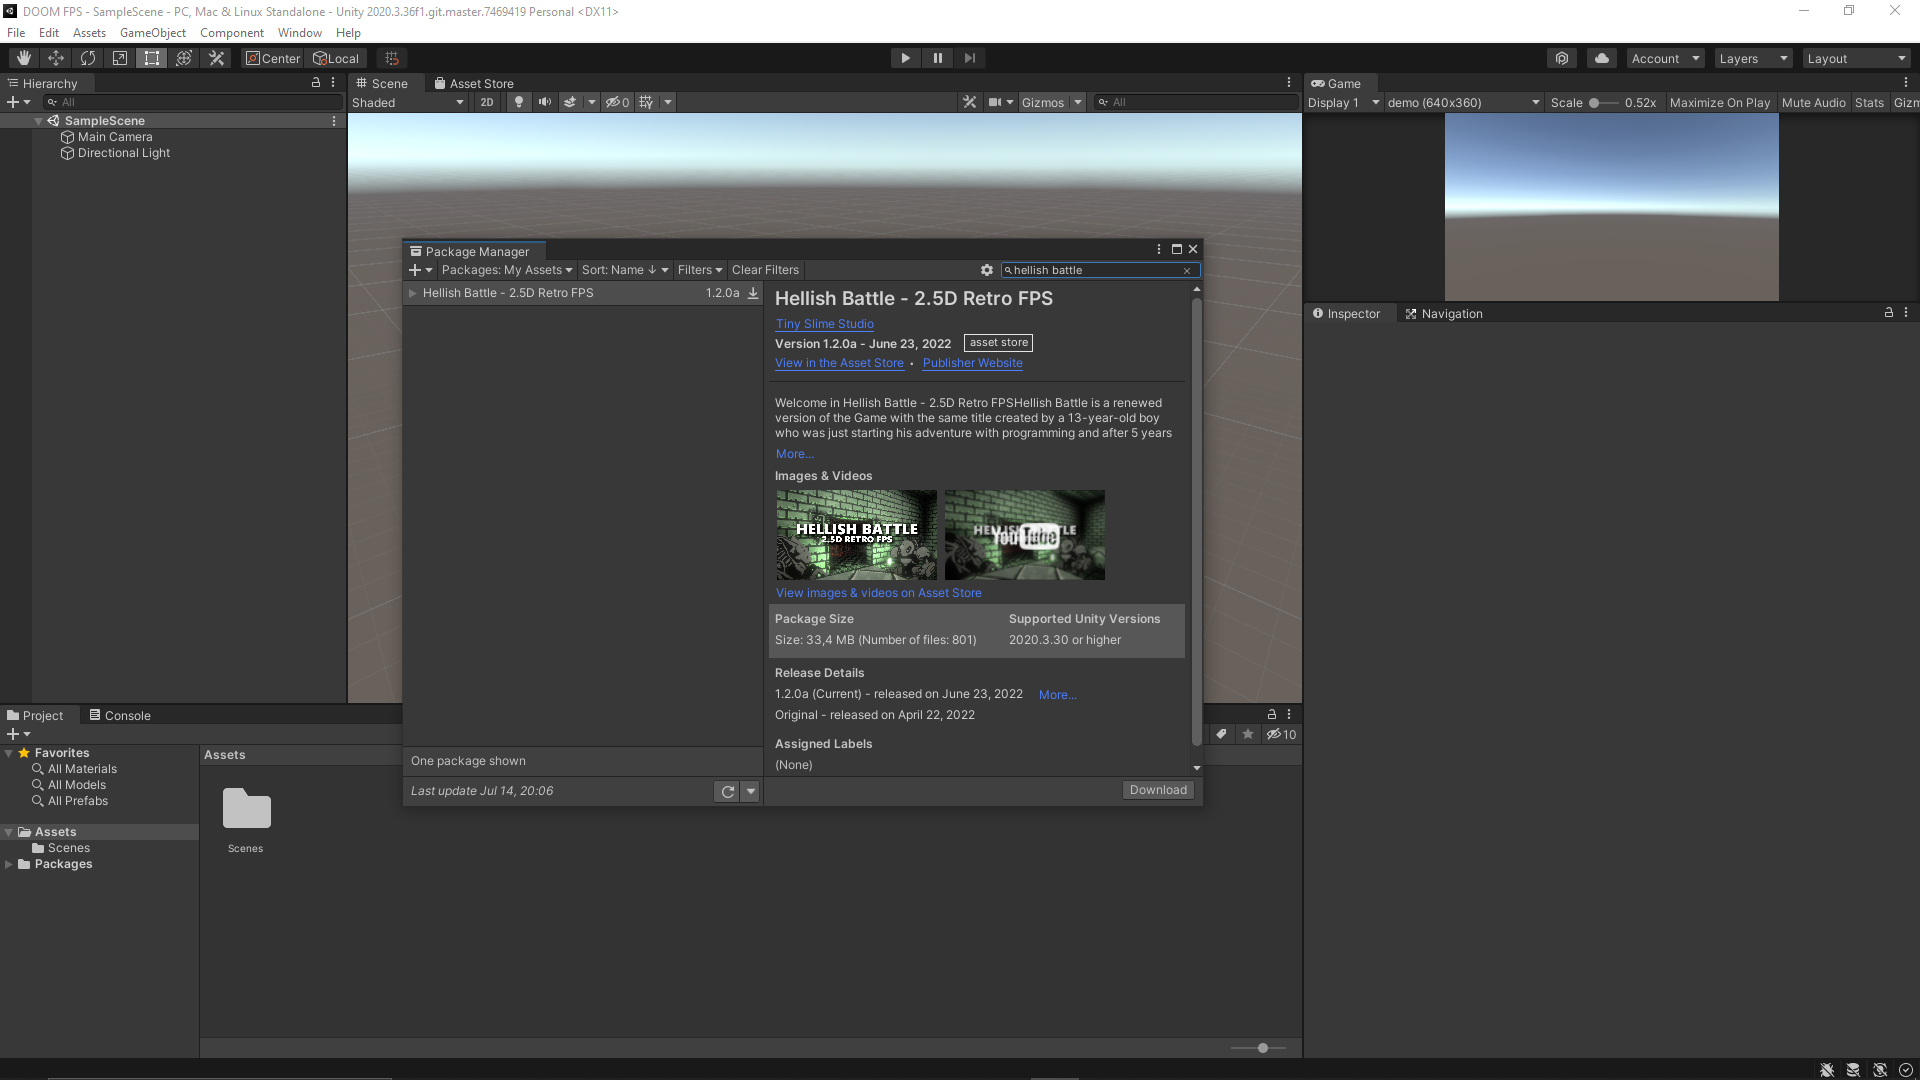 DOOM FPS - SampleScene - PC, Mac & Linux Standalone - Unity 2020.3.36f1.git.master.7469419 Personal <DX11>
File Edit Assets GameObject Component Window Help
Center Local Account Layers Layout
Hierarchy
All
SampleScene
Main Camera
Directional Light
Scene Asset Store
Shaded 2D 0 Gizmos All
Game
Display 1 demo (640x360) Scale 0.52x Maximize On Play Mute Audio Stats Gizm
Package Manager
Packages: My Assets Sort: Name ↓ Filters Clear Filters hellish battle
Hellish Battle - 2.5D Retro FPS 1.2.0a
One package shown
Last update Jul 14, 20:06
Hellish Battle - 2.5D Retro FPS
Tiny Slime Studio
Version 1.2.0a - June 23, 2022 asset store
View in the Asset Store • Publisher Website
Welcome in Hellish Battle - 2.5D Retro FPSHellish Battle is a renewed
version of the Game with the same title created by a 13-year-old boy
who was just starting his adventure with programming and after 5 years
More...
Images & Videos
HELLISH BATTLE
2.5D RETRO FPS
HELLISH BATTLE
YouTube
View images & videos on Asset Store
Package Size Supported Unity Versions
Size: 33,4 MB (Number of files: 801) 2020.3.30 or higher
Release Details
1.2.0a (Current) - released on June 23, 2022 More...
Original - released on April 22, 2022
Assigned Labels
(None)
Download
Inspector Navigation
Project Console
10
Favorites
All Materials
All Models
All Prefabs
Assets
Scenes
Packages
Assets
Scenes